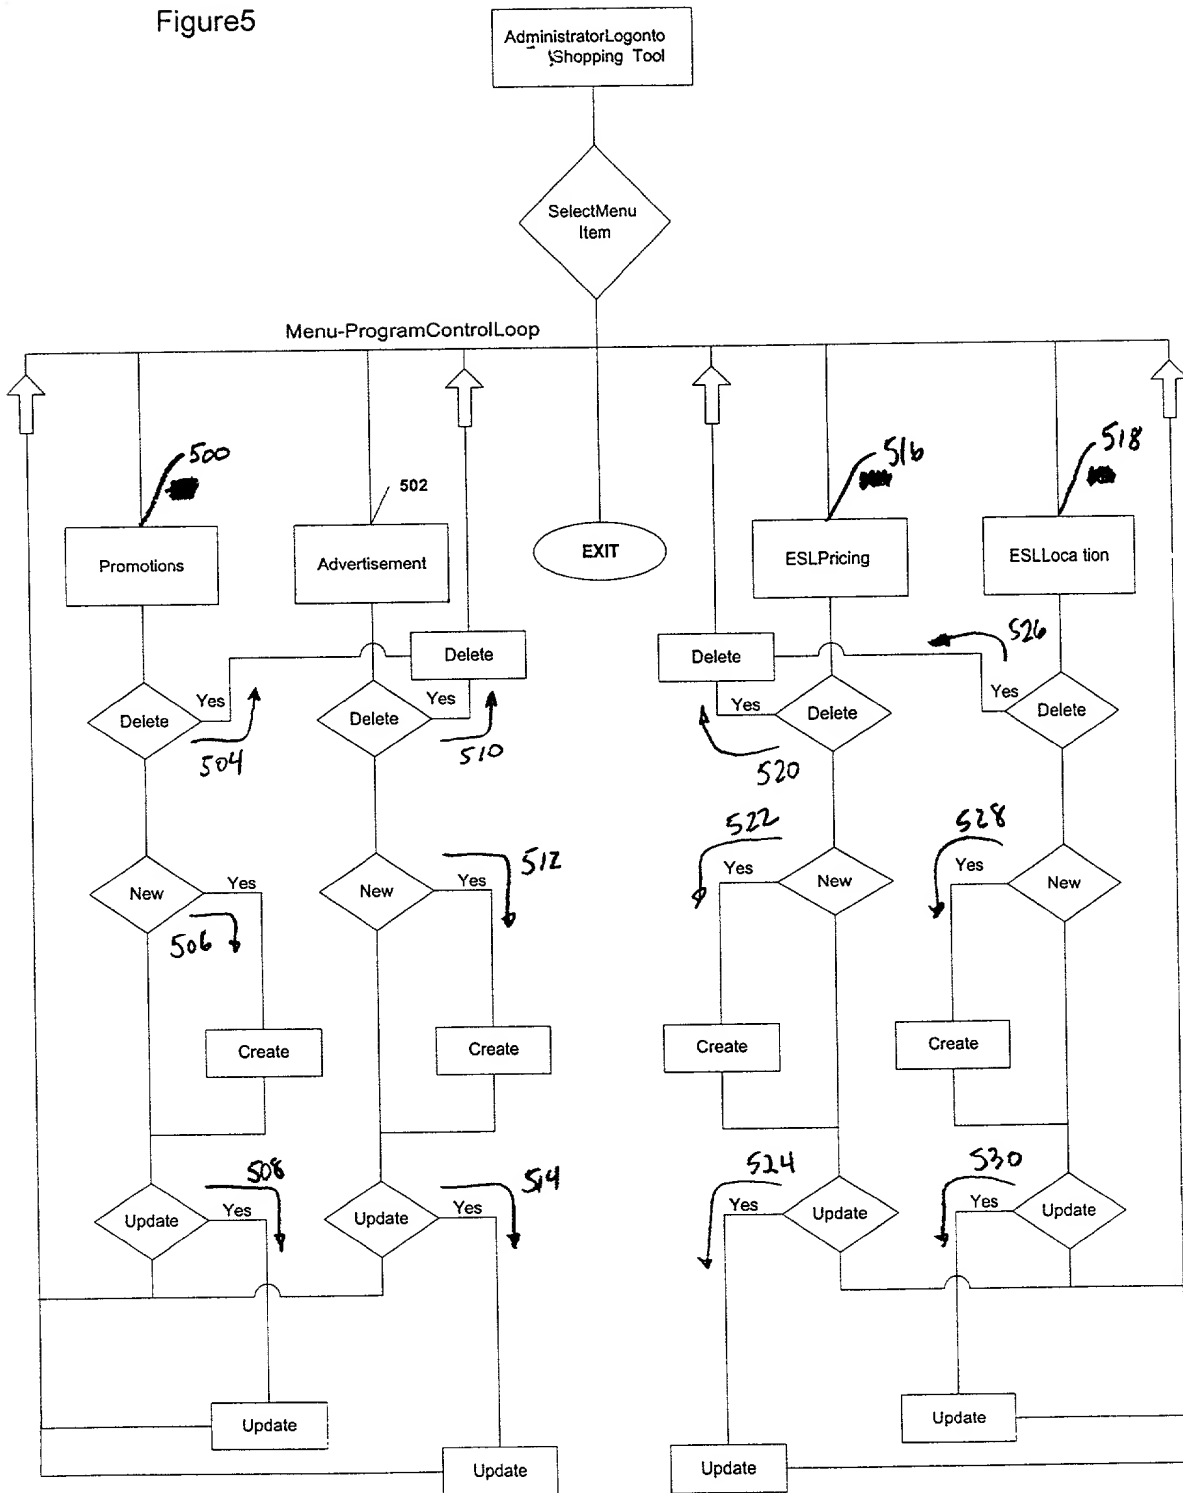 Figure5
AdministratorLogonto
Shopping Tool
SelectMenu
Item
Menu-ProgramControlLoop
500
502
516
518
Promotions
Advertisement
EXIT
ESLPricing
ESLLoca tion
526
Delete
Delete
Yes
Yes
Yes
Yes
Delete
Delete
Delete
Delete
504
510
520
522
528
512
Yes
Yes
Yes
Yes
New
New
New
New
506
Create
Create
Create
Create
508
514
524
530
Yes
Yes
Yes
Yes
Update
Update
Update
Update
Update
Update
Update
Update